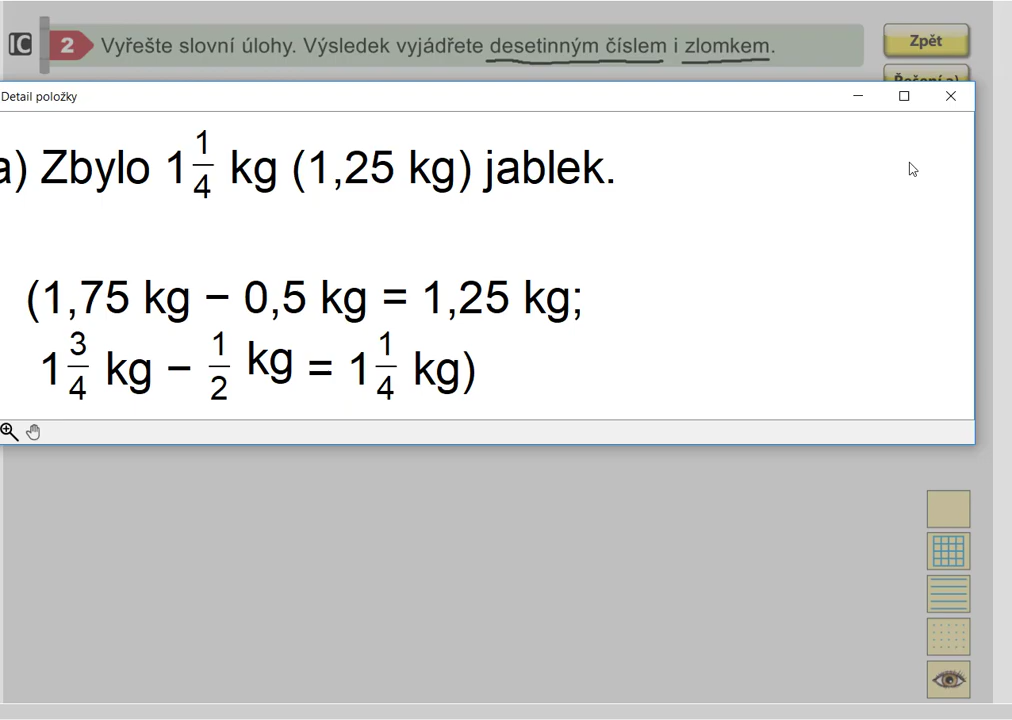 IC 2 Vyřešte slovní úlohy. Výsledek vyjádřete desetinným číslem i zlomkem.
Zpět
Řešení a)
Detail položky
a) Zbylo 1 1/4 kg (1,25 kg) jablek.
(1,75 kg − 0,5 kg = 1,25 kg;
1 3/4 kg − 1/2 kg = 1 1/4 kg)